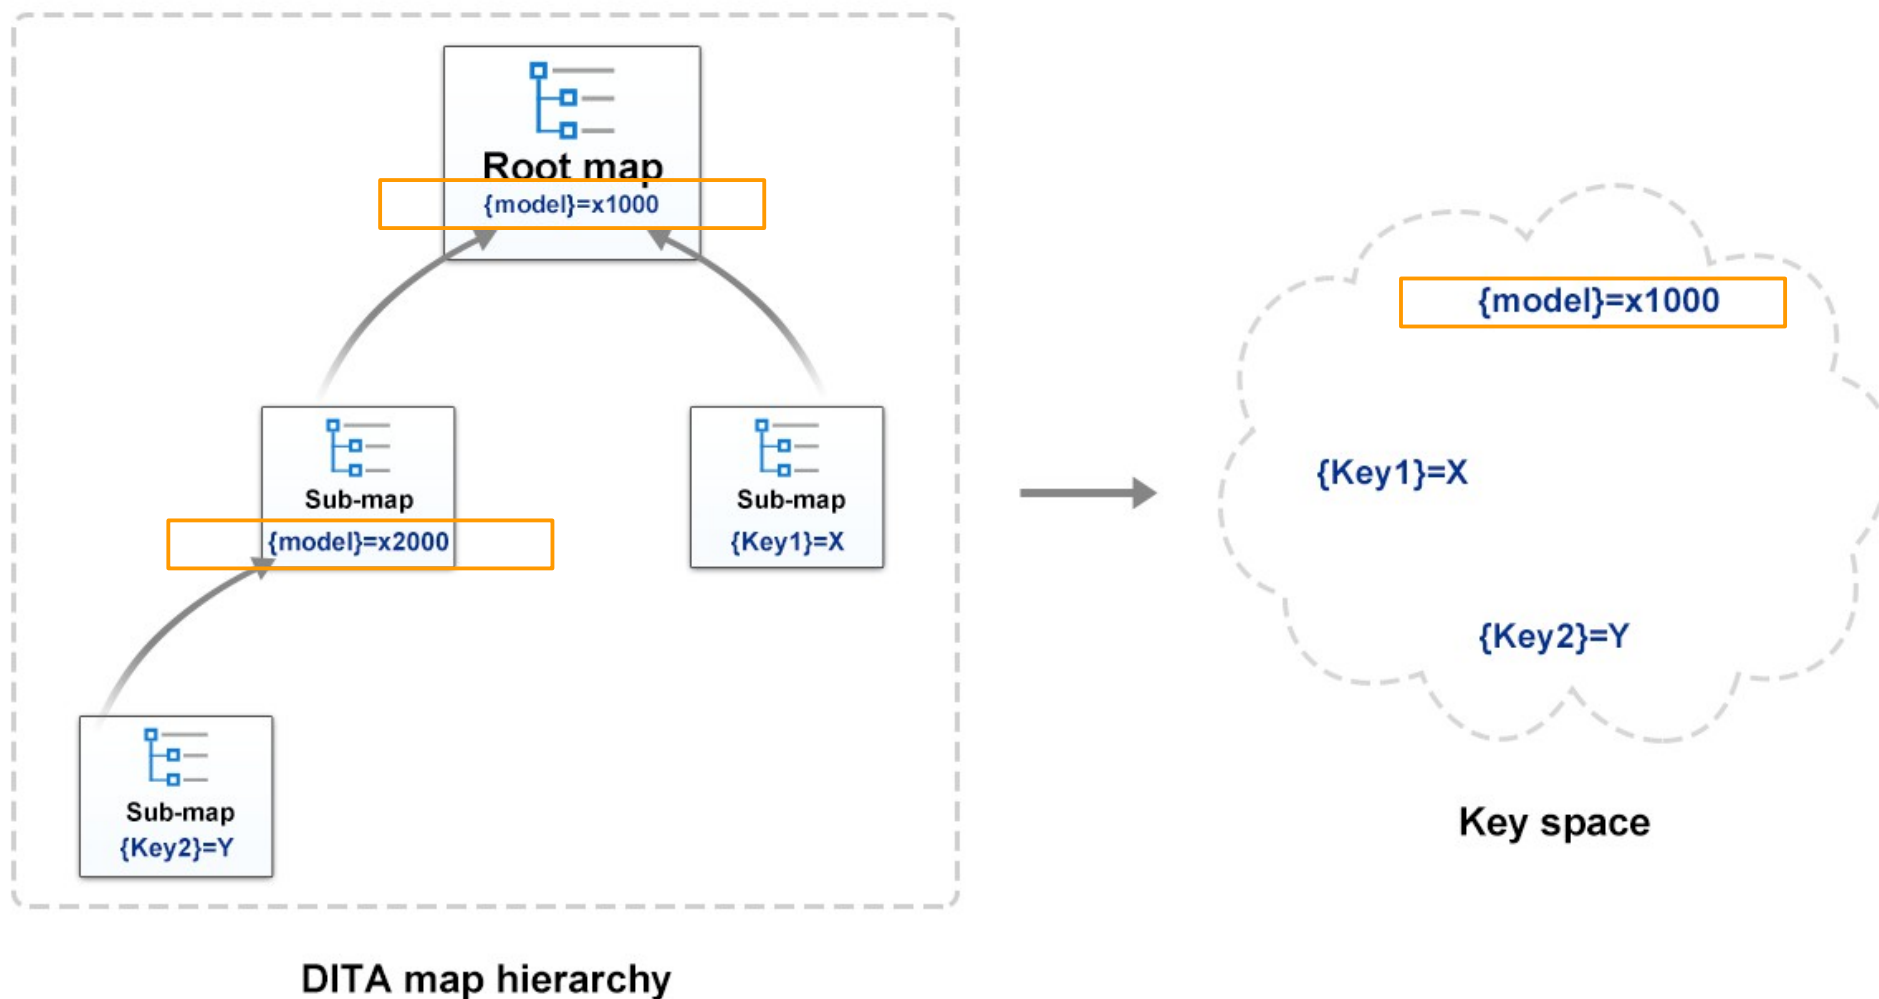 Root map
{model}=x1000
Sub-map
{model}=x2000
Sub-map
{Key1}=X
Sub-map
{Key2}=Y
DITA map hierarchy
{model}=x1000
{Key1}=X
{Key2}=Y
Key space